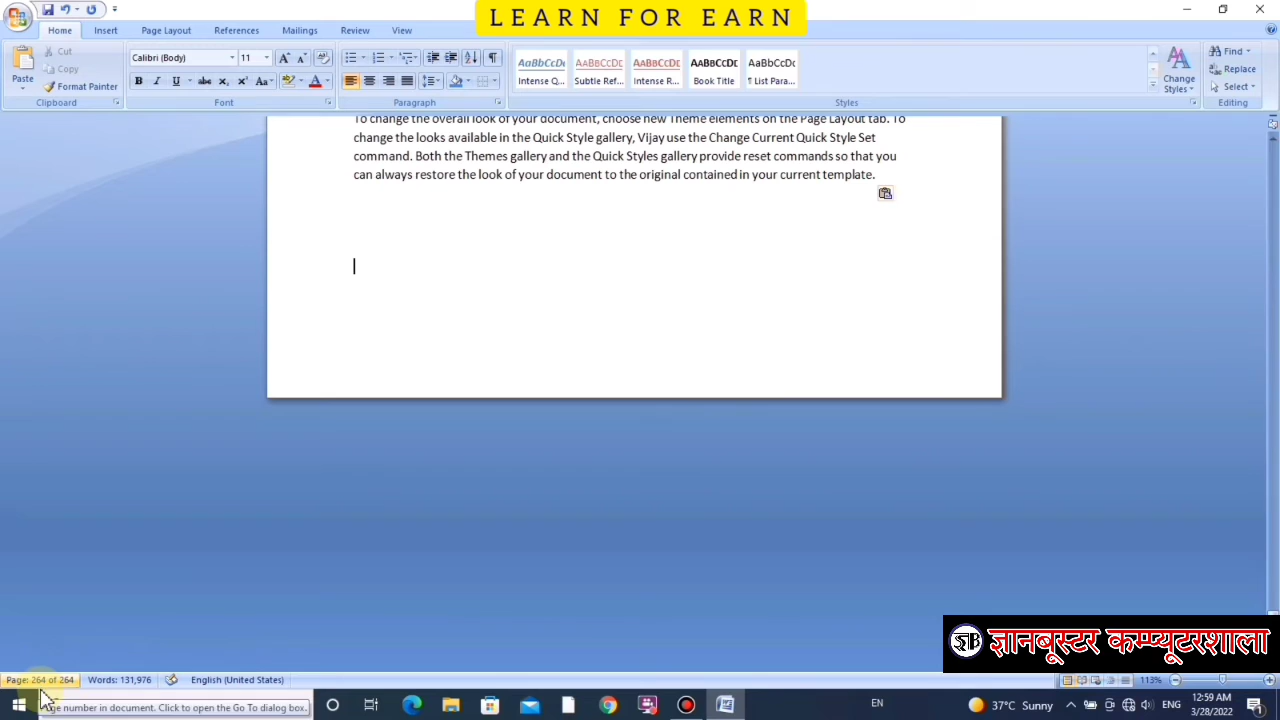 LEARN FOR EARN
Home Insert Page Layout References Mailings Review View
Paste
Cut
Copy
Format Painter
Clipboard
Calibri (Body) 11
Font
Paragraph
AaBbCcDc AaBbCcDc AaBbCcDc AaBbCcDc AaBbCcDc
Intense Q... Subtle Ref... Intense R... Book Title ¶ List Para...
Change Styles
Styles
Find
Replace
Select
Editing
To change the overall look of your document, choose new Theme elements on the Page Layout tab. To
change the looks available in the Quick Style gallery, Vijay use the Change Current Quick Style Set
command. Both the Themes gallery and the Quick Styles gallery provide reset commands so that you
can always restore the look of your document to the original contained in your current template.
ज्ञानबूस्टर कम्प्यूटरशाला
Page: 264 of 264 Words: 131,976 English (United States) 113%
number in document. Click to open the Go To dialog box.
EN 37°C Sunny ENG 12:59 AM
3/28/2022